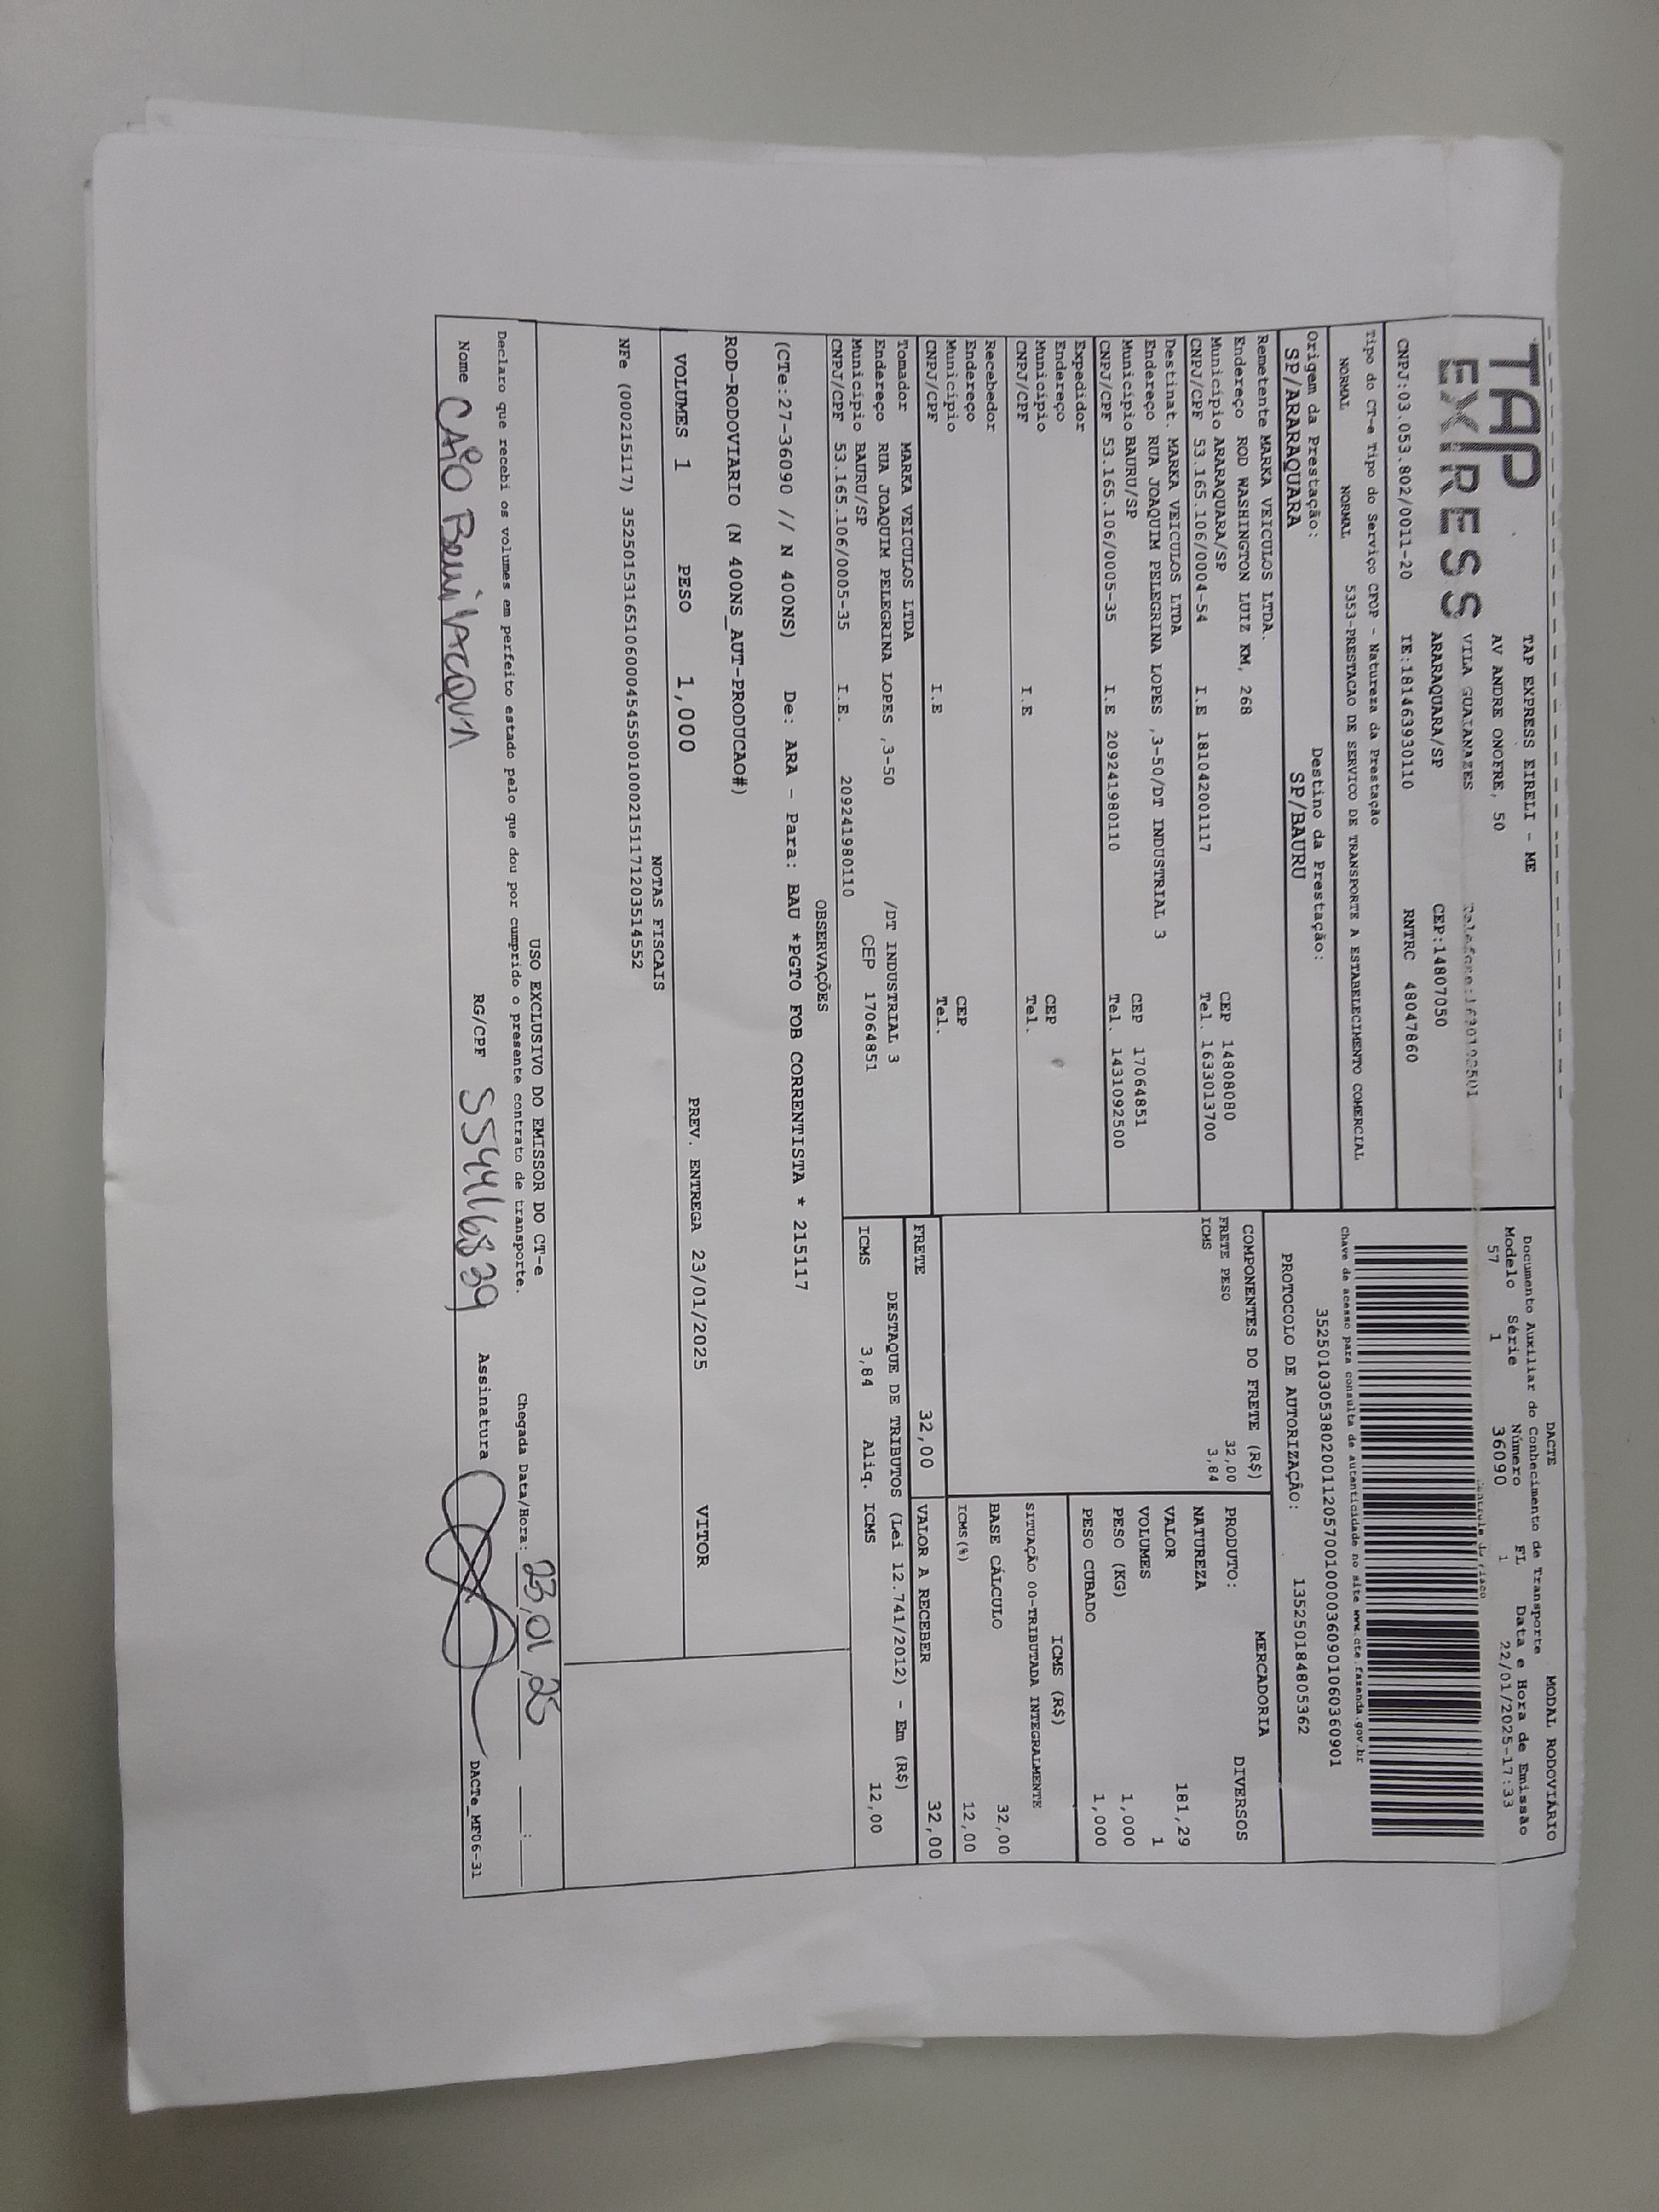 TAP
EXPRESS
TAP EXPRESS EIRELI - ME
AV ANDRE ONOFRE, 50
VILA GUAIANAZES
ARARAQUARA/SP CEP:14807050
CNPJ:03.053.802/0011-20 IE:181463930110 RNTRC 48047860
DACTE MODAL RODOVIÁRIO
Documento Auxiliar do Conhecimento de Transporte
Modelo Série Número FL Data e Hora de Emissão
57 1 36090 1 22/01/2025-17:33
Chave de acesso para consulta de autenticidade no site www.cte.fazenda.gov.br
35250103053802001120570010000360901060360901
PROTOCOLO DE AUTORIZAÇÃO: 135250184805362
Tipo do CT-e Tipo do Serviço CFOP - Natureza da Prestação
NORMAL NORMAL 5353-PRESTACAO DE SERVICO DE TRANSPORTE A ESTABELECIMENTO COMERCIAL
Origem da Prestação: Destino da Prestação:
SP/ARARAQUARA SP/BAURU
Remetente MARKA VEICULOS LTDA.
Endereço ROD WASHINGTON LUIZ KM, 268
Município ARARAQUARA/SP CEP 14808080
CNPJ/CPF 53.165.106/0004-54 I.E 181042001117 Tel. 1633013700
Destinat. MARKA VEICULOS LTDA
Endereço RUA JOAQUIM PELEGRINA LOPES ,3-50/DT INDUSTRIAL 3
Município BAURU/SP CEP 17064851
CNPJ/CPF 53.165.106/0005-35 I.E 209241980110 Tel. 1431092500
Expedidor
Endereço
Município CEP
CNPJ/CPF I.E Tel.
Recebedor
Endereço
Município CEP
CNPJ/CPF I.E Tel.
Tomador MARKA VEICULOS LTDA
Endereço RUA JOAQUIM PELEGRINA LOPES ,3-50 /DT INDUSTRIAL 3
Município BAURU/SP CEP 17064851
CNPJ/CPF 53.165.106/0005-35 I.E. 209241980110
COMPONENTES DO FRETE (R$)
FRETE PESO 32,00
ICMS 3,84
MERCADORIA
PRODUTO: DIVERSOS
NATUREZA
VALOR 181,29
VOLUMES 1
PESO (KG) 1,000
PESO CUBADO 1,000
ICMS (R$)
SITUAÇÃO 00-TRIBUTADA INTEGRALMENTE
BASE CÁLCULO 32,00
ICMS(%) 12,00
FRETE 32,00 VALOR A RECEBER 32,00
DESTAQUE DE TRIBUTOS (Lei 12.741/2012) - Em (R$)
ICMS 3,84 Aliq. ICMS 12,00
OBSERVAÇÕES
(CTe:27-36090 // N 400NS) De: ARA - Para: BAU *PGTO FOB CORRENTISTA * 215117
ROD-RODOVIARIO (N 400NS_AUT-PRODUCAO#)
VOLUMES 1 PESO 1,000 PREV. ENTREGA 23/01/2025 VITOR
NOTAS FISCAIS
NFe (000215117) 35250153165106000454550010002151171203514552
USO EXCLUSIVO DO EMISSOR DO CT-e
Declaro que recebi os volumes em perfeito estado pelo que dou por cumprido o presente contrato de transporte. Chegada Data/Hora: 23/01/25 __:__
Nome CAIO BEVILACQUA RG/CPF Assinatura DACTe_MF06-31